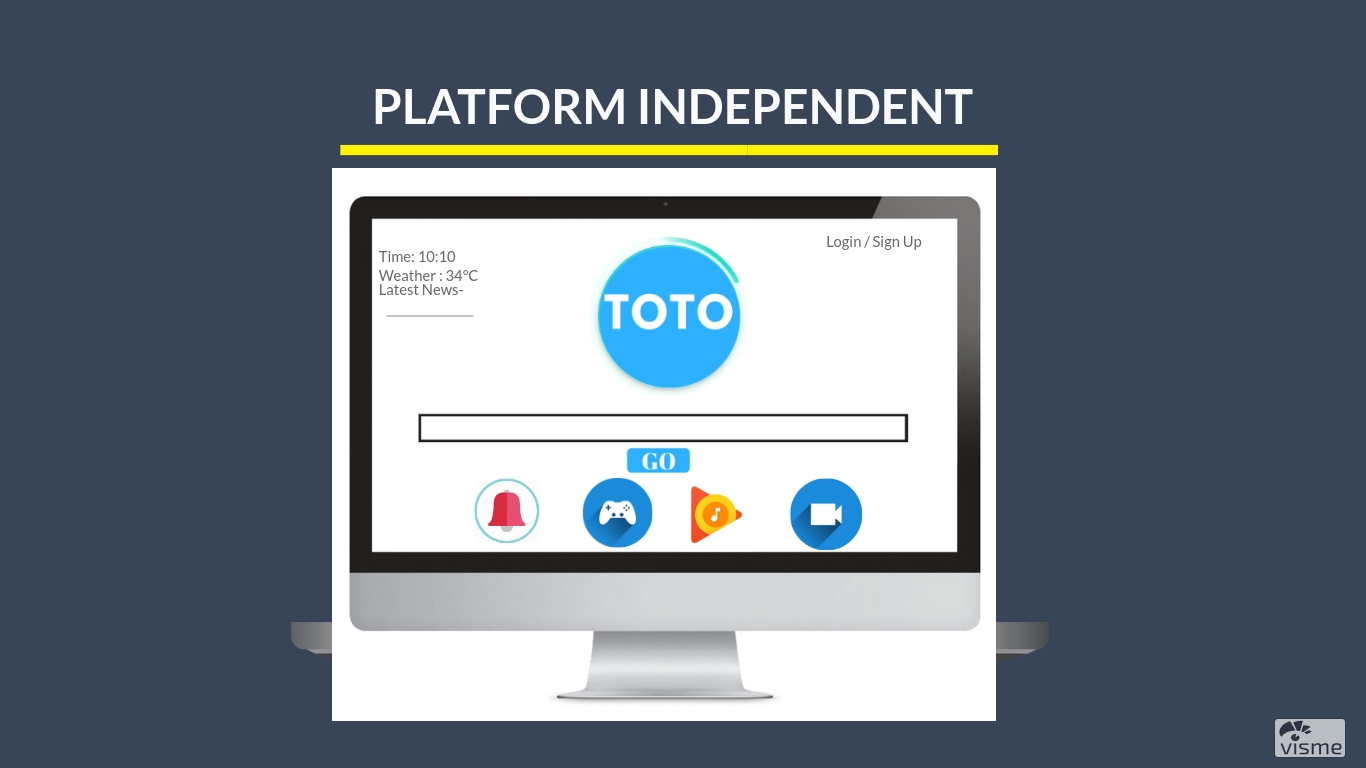 PLATFORM INDEPENDENT
Login / Sign Up
Time: 10:10
Weather : 34°C
Latest News-
TOTO
GO
visme